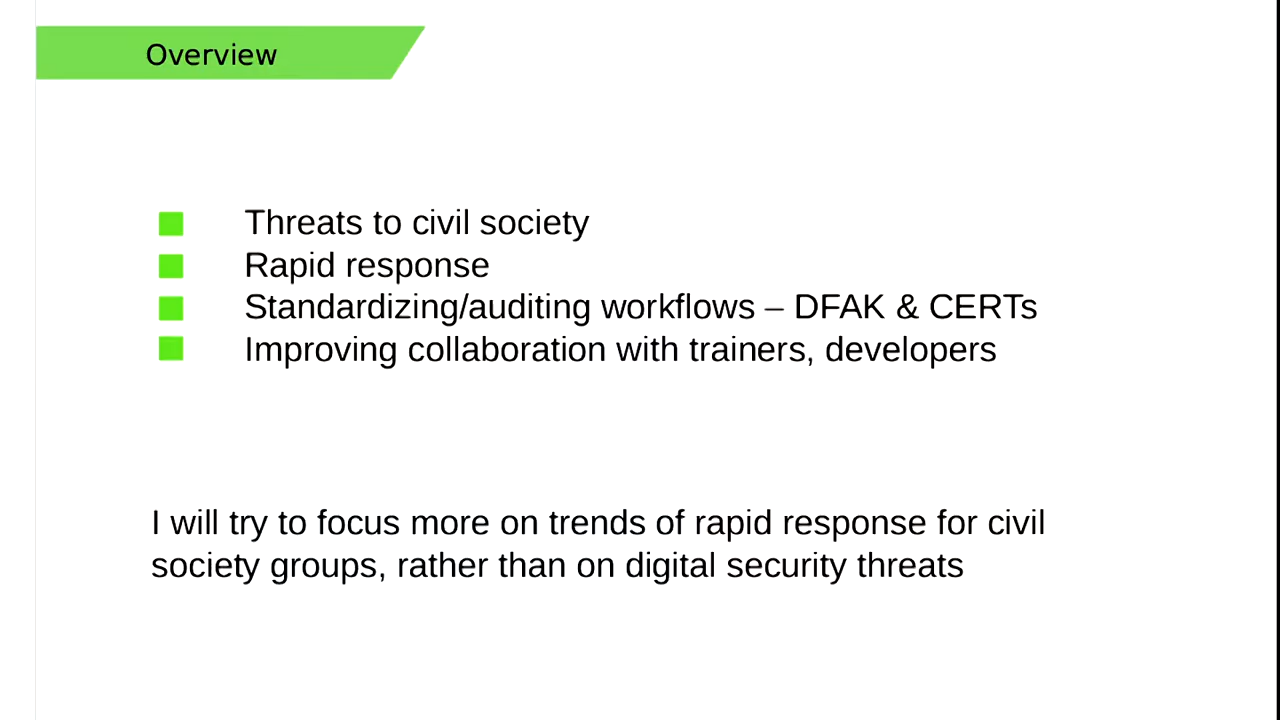 Overview
Threats to civil society
Rapid response
Standardizing/auditing workflows – DFAK & CERTs
Improving collaboration with trainers, developers
I will try to focus more on trends of rapid response for civil
society groups, rather than on digital security threats